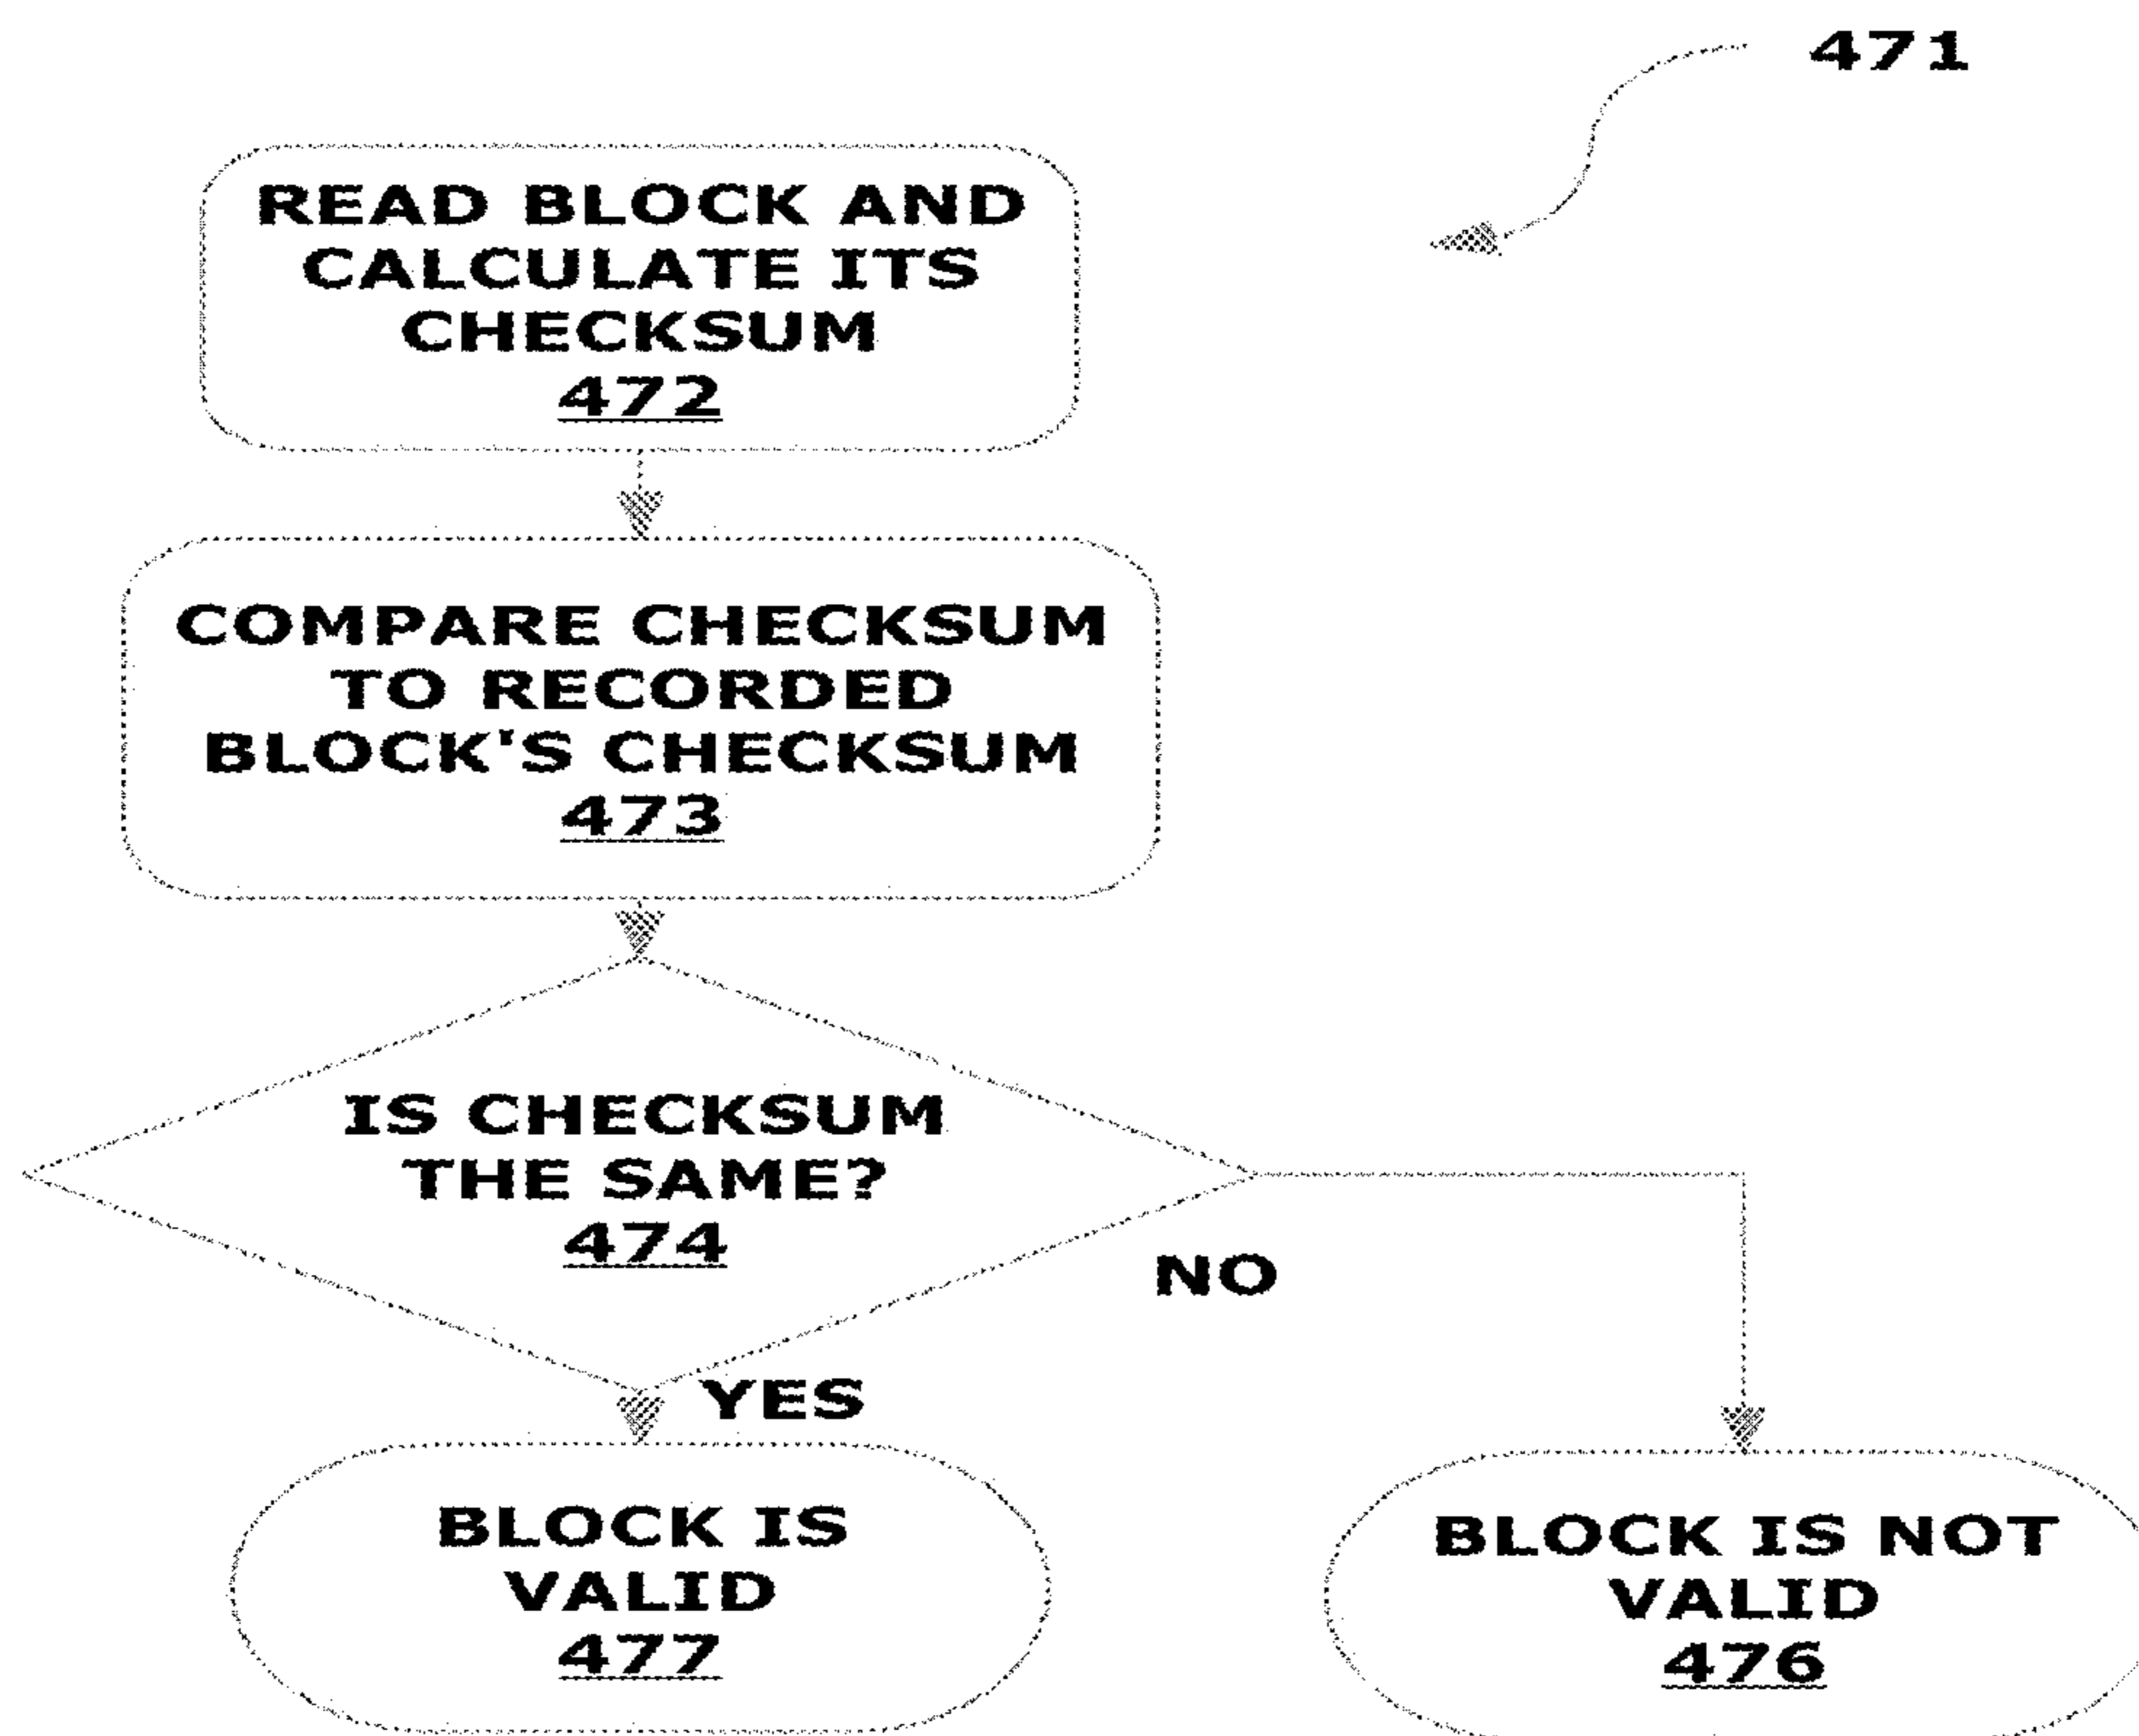 471
READ BLOCK AND
CALCULATE ITS
CHECKSUM
472
COMPARE CHECKSUM
TO RECORDED
BLOCK'S CHECKSUM
473
IS CHECKSUM
THE SAME?
474
NO
YES
BLOCK IS
VALID
477
BLOCK IS NOT
VALID
476